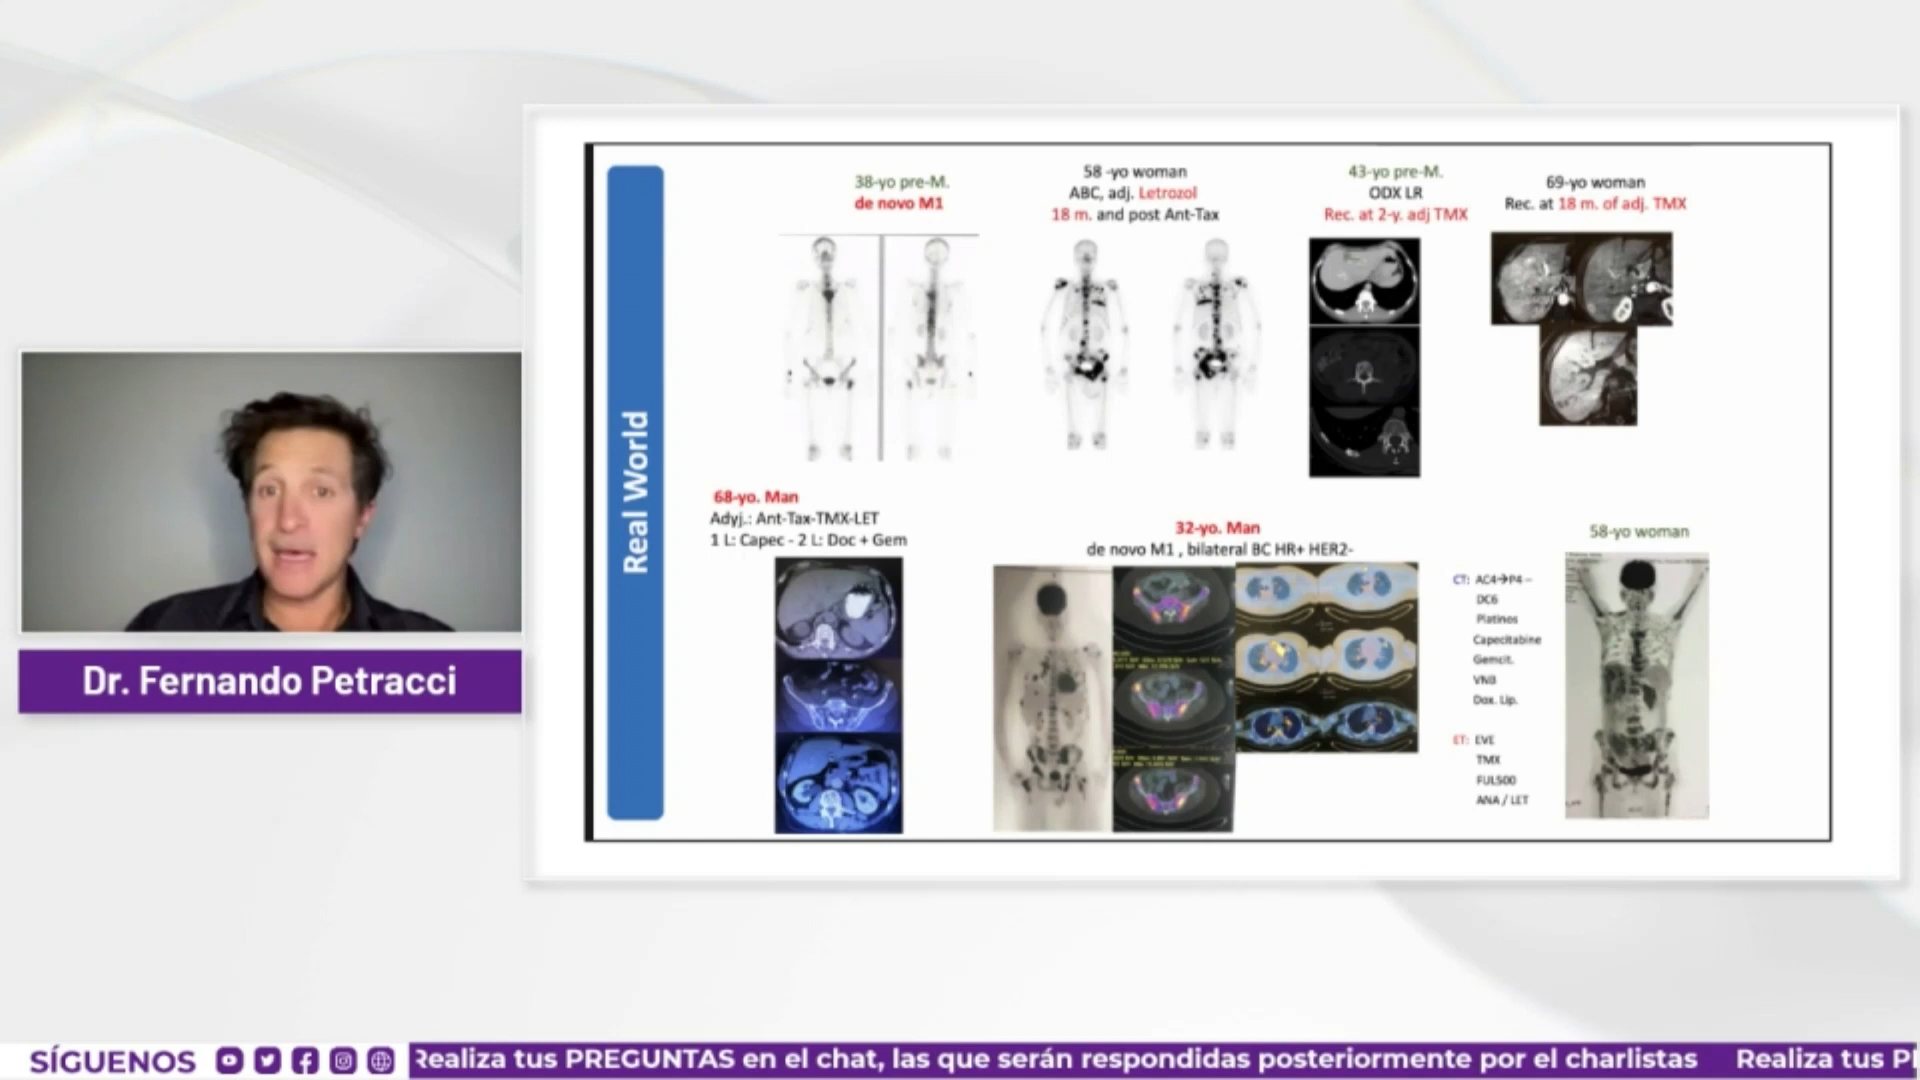 Real World
38-yo pre-M.
de novo M1
58 -yo woman
ABC, adj. Letrozol
18 m. and post Ant-Tax
43-yo pre-M.
ODX LR
Rec. at 2-y. adj TMX
69-yo woman
Rec. at 18 m. of adj. TMX
68-yo. Man
Adyj.: Ant-Tax-TMX-LET
1 L: Capec - 2 L: Doc + Gem
32-yo. Man
de novo M1 , bilateral BC HR+ HER2-
CT: AC4→P4 –
DC6
Platinos
Capecitabine
Gemcit.
VNB
Dox. Lip.
ET: EVE
TMX
FUL500
ANA / LET
58-yo woman
Dr. Fernando Petracci
SÍGUENOS
Realiza tus PREGUNTAS en el chat, las que serán respondidas posteriormente por el charlistas Realiza tus